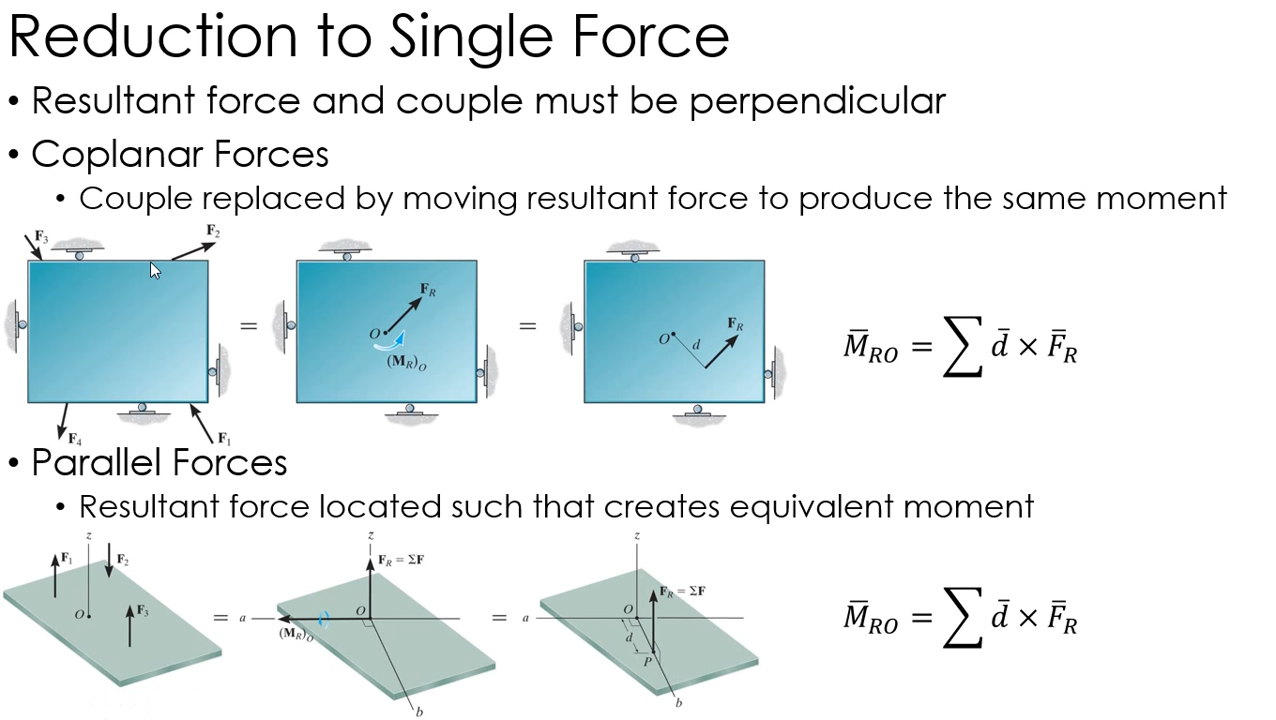 Reduction to Single Force
• Resultant force and couple must be perpendicular
• Coplanar Forces
• Couple replaced by moving resultant force to produce the same moment
F₃
F₂
F₄
F₁
=
F_R
O
(M_R)_O
=
O
d
F_R
M̅_RO = ∑ d̅ × F̅_R
• Parallel Forces
• Resultant force located such that creates equivalent moment
z
F₁
F₂
O
F₃
=
z
F_R = ΣF
a
O
(M_R)_O
b
=
z
F_R = ΣF
a
O
d
P
b
M̅_RO = ∑ d̅ × F̅_R